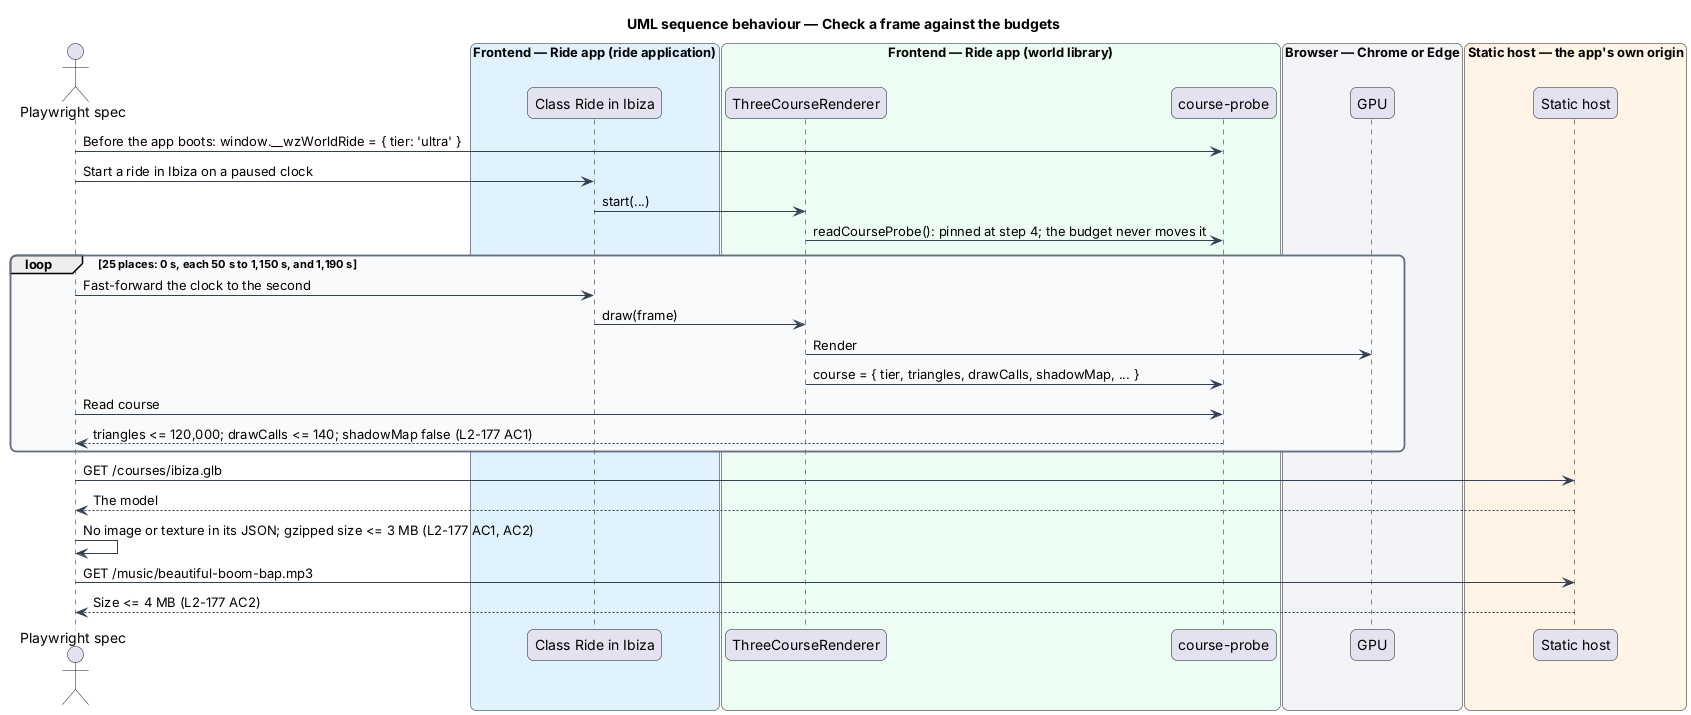 UML sequence behaviour — Check a frame against the budgets
Frontend — Ride app (ride application)
Frontend — Ride app (world library)
Browser — Chrome or Edge
Static host — the app's own origin
Playwright spec
Class Ride in Ibiza
ThreeCourseRenderer
course-probe
GPU
Static host
Before the app boots: window.__wzWorldRide = { tier: 'ultra' }
Start a ride in Ibiza on a paused clock
start(...)
readCourseProbe(): pinned at step 4; the budget never moves it
loop
[25 places: 0 s, each 50 s to 1,150 s, and 1,190 s]
Fast-forward the clock to the second
draw(frame)
Render
course = { tier, triangles, drawCalls, shadowMap, ... }
Read course
triangles <= 120,000; drawCalls <= 140; shadowMap false (L2-177 AC1)
GET /courses/ibiza.glb
The model
No image or texture in its JSON; gzipped size <= 3 MB (L2-177 AC1, AC2)
GET /music/beautiful-boom-bap.mp3
Size <= 4 MB (L2-177 AC2)
Playwright spec
Class Ride in Ibiza
ThreeCourseRenderer
course-probe
GPU
Static host